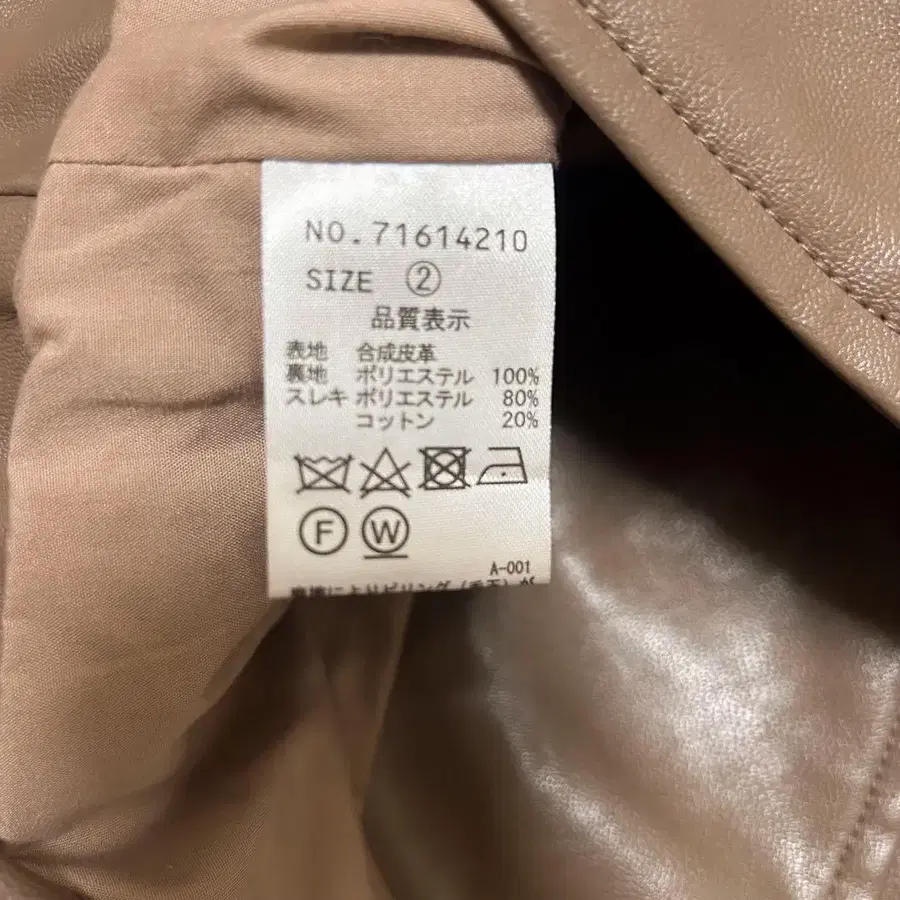 NO.71614210
SIZE ②
品質表示
表地 合成皮革
裏地 ポリエステル 100%
スレキ ポリエステル 80%
コットン 20%
F W
A-001